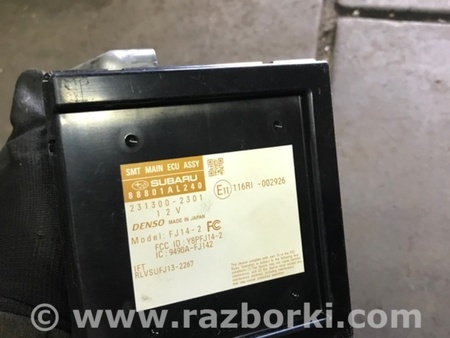 SMT MAIN ECU ASSY
SUBARU
88801AL240
231300-2301
12V
DENSO MADE IN JAPAN
Model: FJ14-2 FC
FCC ID: Y8PFJ14-2
IC: 9490A-FJ142
IFT
RLVSUFJ13-2267
E11 116RI-002926
www.razborki.com